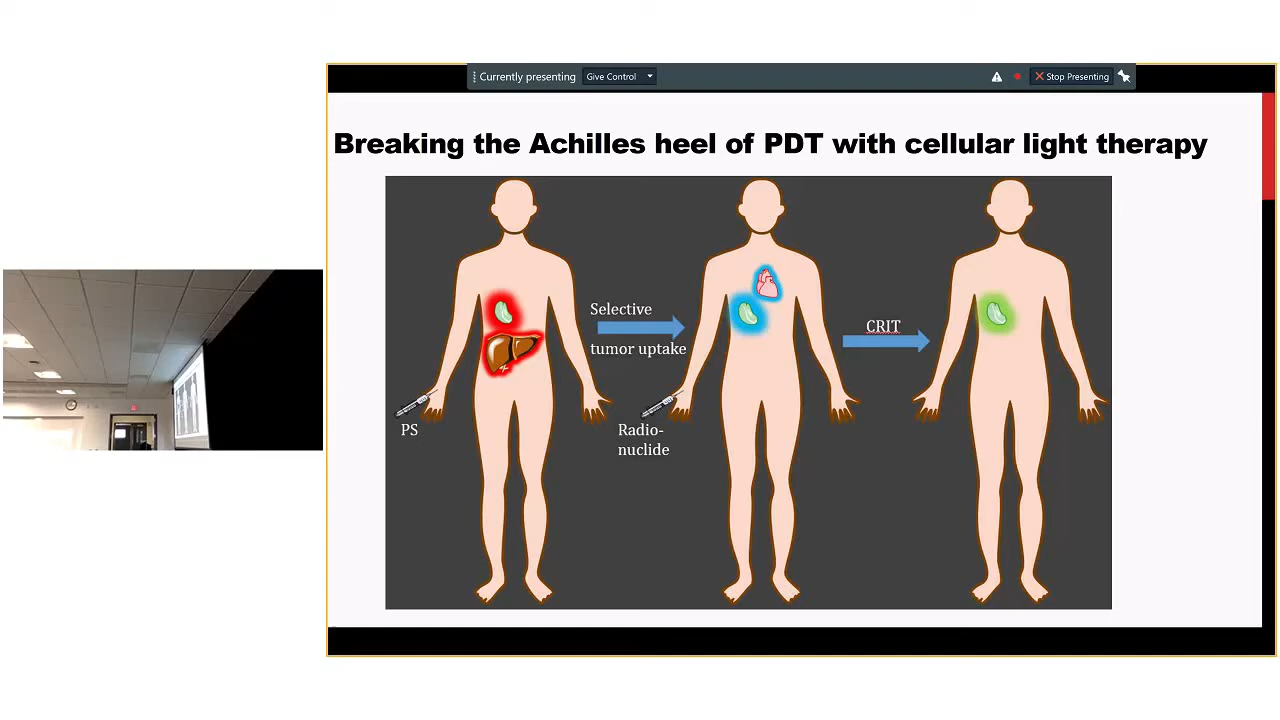 Currently presenting Give Control Stop Presenting
Breaking the Achilles heel of PDT with cellular light therapy
Selective
tumor uptake
CRIT
PS
Radio-
nuclide